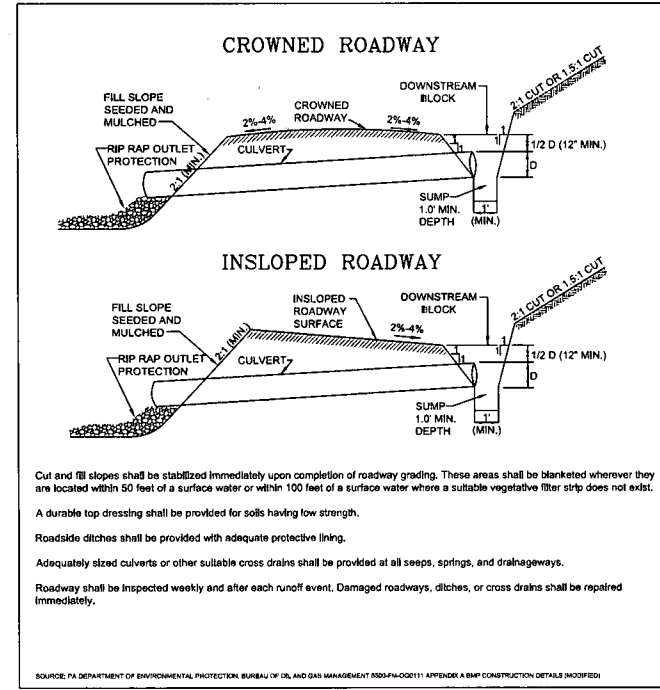 CROWNED ROADWAY
DOWNSTREAM
BLOCK
2:1 CUT OR 1.5:1 CUT
FILL SLOPE
SEEDED AND
MULCHED
CROWNED
ROADWAY
2%-4%
2%-4%
RIP RAP OUTLET
PROTECTION
2:1 (MIN.)
CULVERT
1
1
1
1
1/2 D (12" MIN.)
D
SUMP
1.0' MIN.
DEPTH
1'
(MIN.)
INSLOPED ROADWAY
INSLOPED
ROADWAY
SURFACE
DOWNSTREAM
BLOCK
2:1 CUT OR 1.5:1 CUT
FILL SLOPE
SEEDED AND
MULCHED
2%-4%
RIP RAP OUTLET
PROTECTION
2:1 (MIN.)
CULVERT
1
1
1
1
1/2 D (12" MIN.)
D
SUMP
1.0' MIN.
DEPTH
1'
(MIN.)
Cut and fill slopes shall be stabilized immediately upon completion of roadway grading. These areas shall be blanketed wherever they
are located within 50 feet of a surface water or within 100 feet of a surface water where a suitable vegetative filter strip does not exist.
A durable top dressing shall be provided for soils having low strength.
Roadside ditches shall be provided with adequate protective lining.
Adequately sized culverts or other suitable cross drains shall be provided at all seeps, springs, and drainageways.
Roadway shall be inspected weekly and after each runoff event. Damaged roadways, ditches, or cross drains shall be repaired
immediately.
SOURCE: PA DEPARTMENT OF ENVIRONMENTAL PROTECTION, BUREAU OF OIL AND GAS MANAGEMENT 5500-FM-OG0111 APPENDIX A BMP CONSTRUCTION DETAILS (MODIFIED)